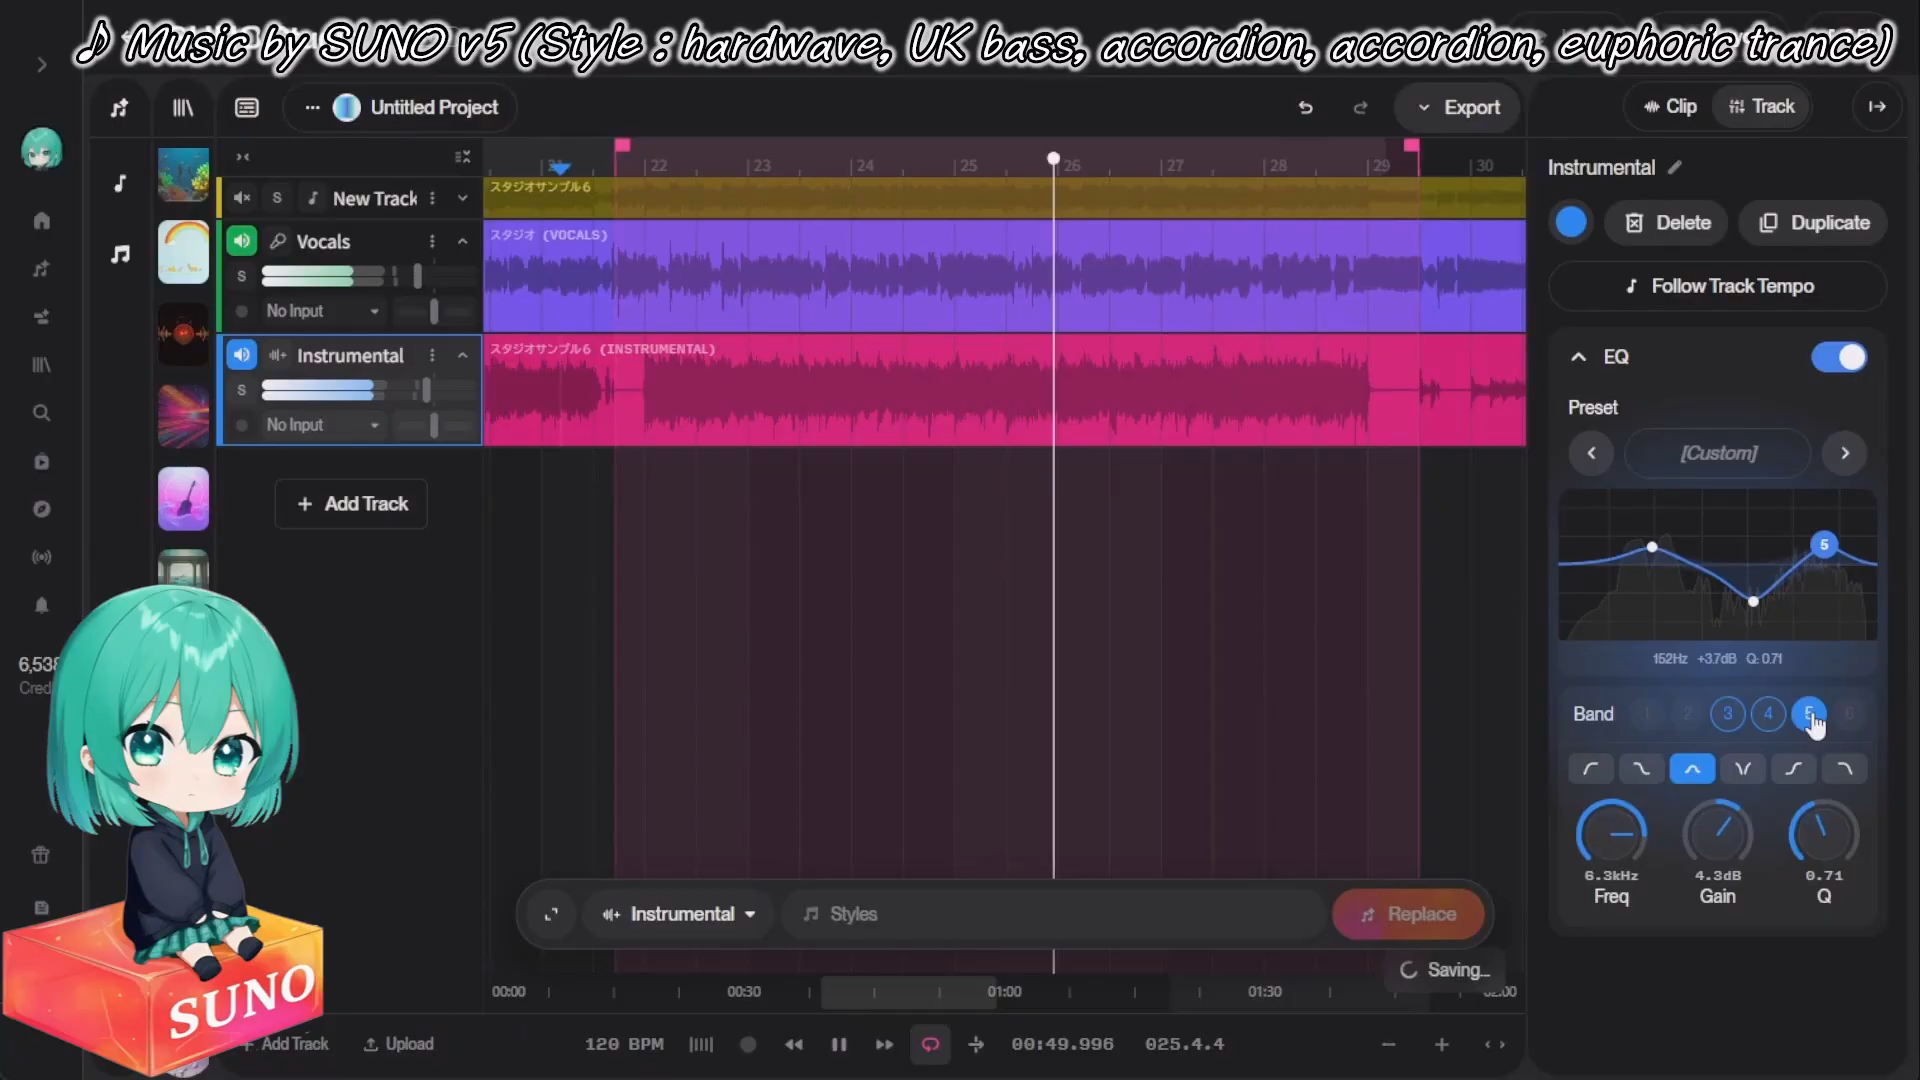 ♪ Music by SUNO v5 (Style : hardwave, UK bass, accordion, accordion, euphoric trance)
Untitled Project
Export
Clip
Track
22
23
24
25
26
27
28
29
30
Instrumental
S
New Track
スタジオサンプル6
Delete
Duplicate
Vocals
スタジオ (VOCALS)
S
No Input
Follow Track Tempo
Instrumental
スタジオサンプル6 (INSTRUMENTAL)
S
No Input
EQ
Preset
[Custom]
Add Track
5
152Hz +3.7dB Q: 0.71
Band
1
2
3
4
5
6
6.3kHz
4.3dB
0.71
Freq
Gain
Q
Instrumental
Styles
Replace
Saving...
00:00
00:30
01:00
01:30
02:00
SUNO
Add Track
Upload
120 BPM
00:49.996
025.4.4